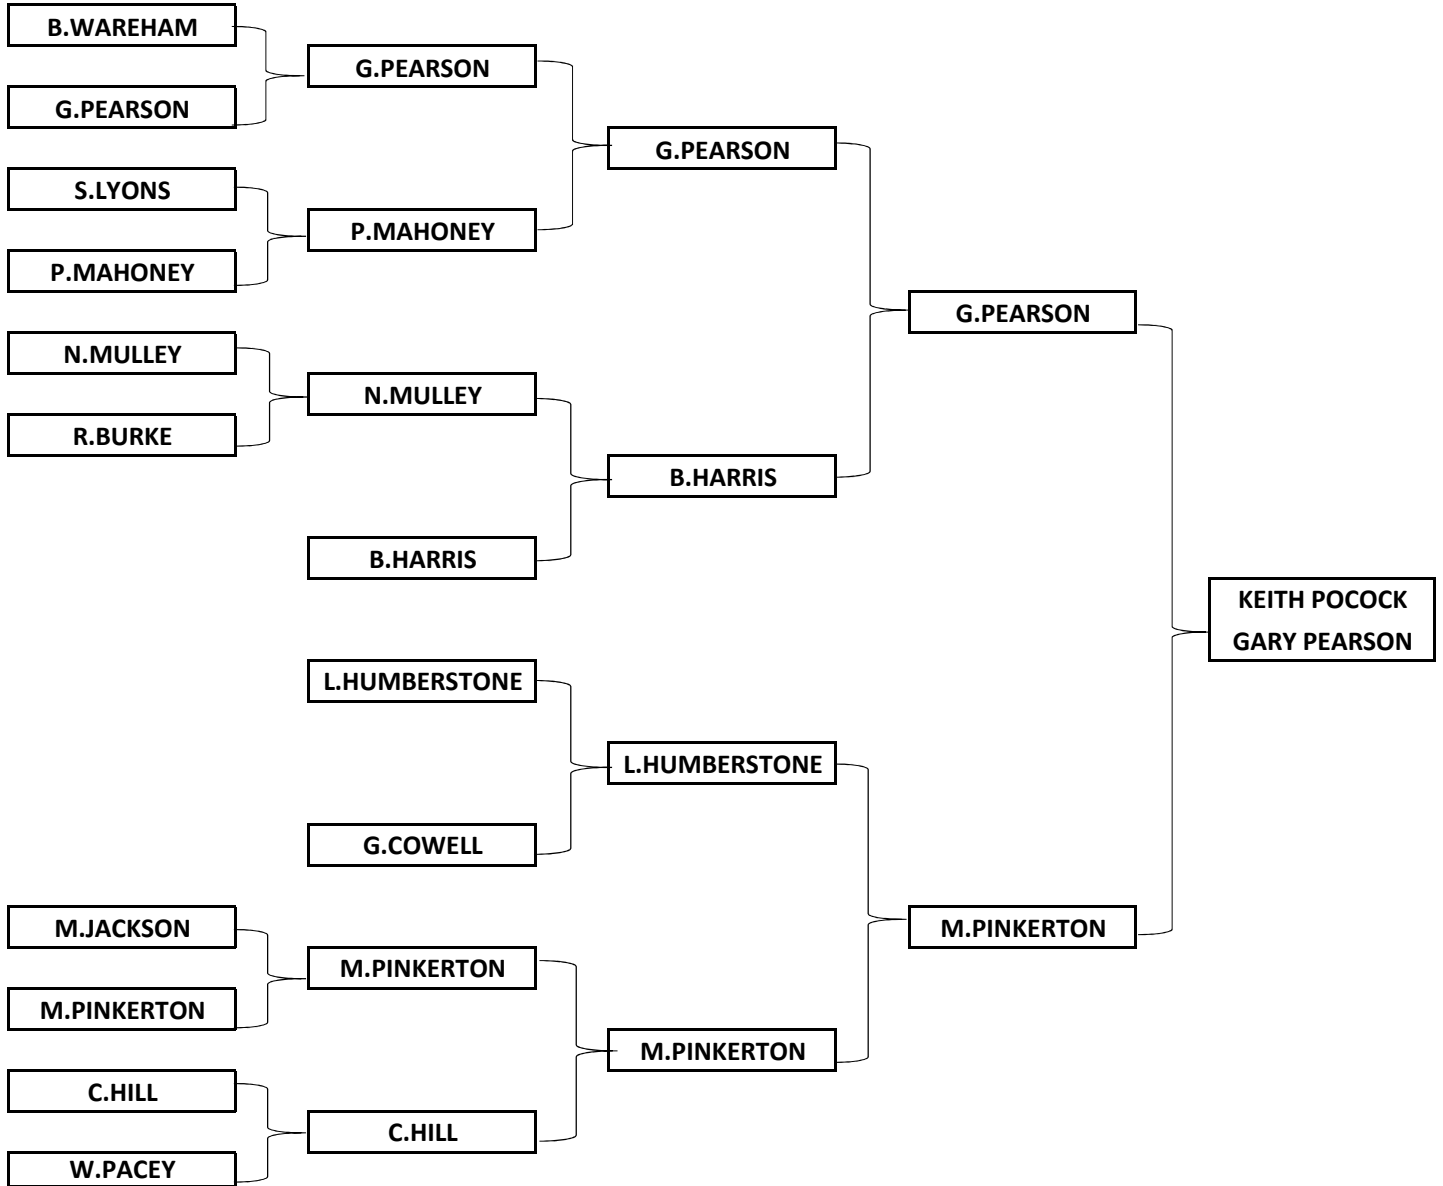 B.WAREHAM
G.PEARSON
S.LYONS
P.MAHONEY
N.MULLEY
R.BURKE
M.JACKSON
M.PINKERTON
C.HILL
W.PACEY
G.PEARSON
P.MAHONEY
N.MULLEY
B.HARRIS
L.HUMBERSTONE
G.COWELL
M.PINKERTON
C.HILL
G.PEARSON
B.HARRIS
L.HUMBERSTONE
M.PINKERTON
G.PEARSON
M.PINKERTON
KEITH POCOCK
GARY PEARSON